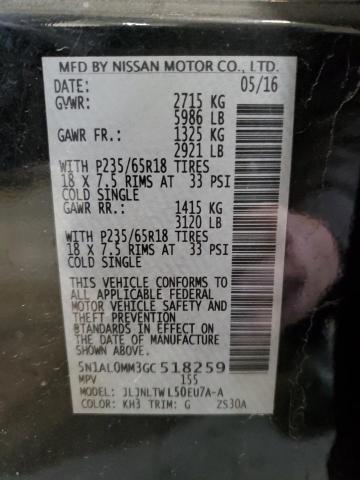 MFD BY NISSAN MOTOR CO., LTD.
DATE: 05/16
GVWR: 2715 KG
5986 LB
GAWR FR.: 1325 KG
2921 LB
WITH P235/65R18 TIRES
18 X 7.5 RIMS AT 33 PSI
COLD SINGLE
GAWR RR.: 1415 KG
3120 LB
WITH P235/65R18 TIRES
18 X 7.5 RIMS AT 33 PSI
COLD SINGLE
THIS VEHICLE CONFORMS TO
ALL APPLICABLE FEDERAL
MOTOR VEHICLE SAFETY AND
THEFT PREVENTION
STANDARDS IN EFFECT ON
THE DATE OF MANUFACTURE
SHOWN ABOVE.
5N1AL0MM3GC518259
MPV 155
MODEL: JLJNLTW L50EU7A-A
COLOR: KH3 TRIM: G ZS30A